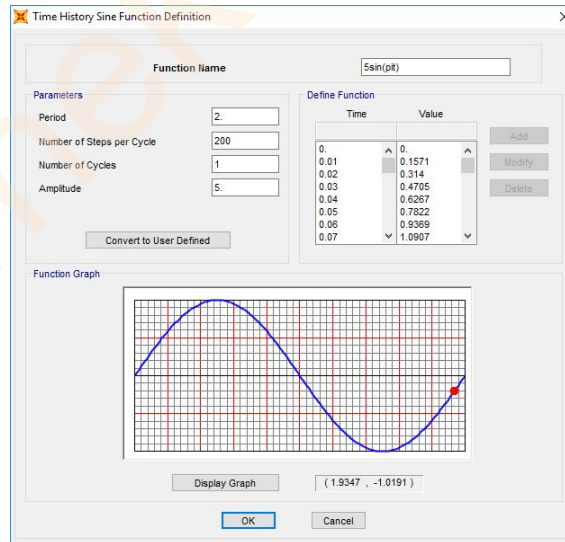 Time History Sine Function Definition
Function Name
5sin(pit)
Parameters
Period
2.
Number of Steps per Cycle
200
Number of Cycles
1
Amplitude
5.
Convert to User Defined
Define Function
Time Value
0. 0.
0.01 0.1571
0.02 0.314
0.03 0.4705
0.04 0.6267
0.05 0.7822
0.06 0.9369
0.07 1.0907
Add
Modify
Delete
Function Graph
Display Graph
( 1.9347 , -1.0191 )
OK
Cancel